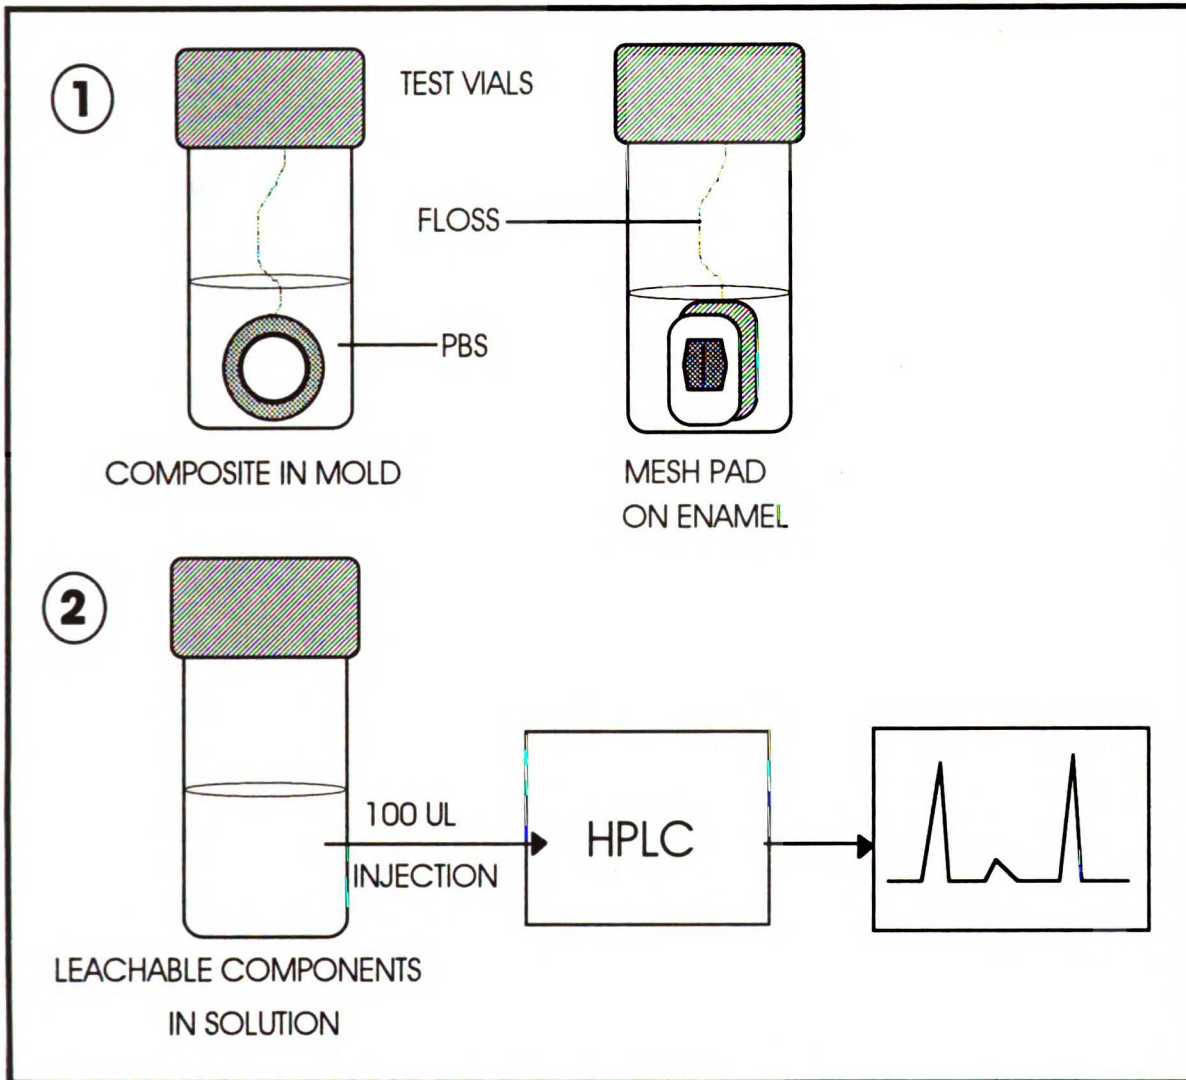 1
TEST VIALS
FLOSS
PBS
COMPOSITE IN MOLD
MESH PAD
ON ENAMEL
2
100 UL
INJECTION
HPLC
LEACHABLE COMPONENTS
IN SOLUTION